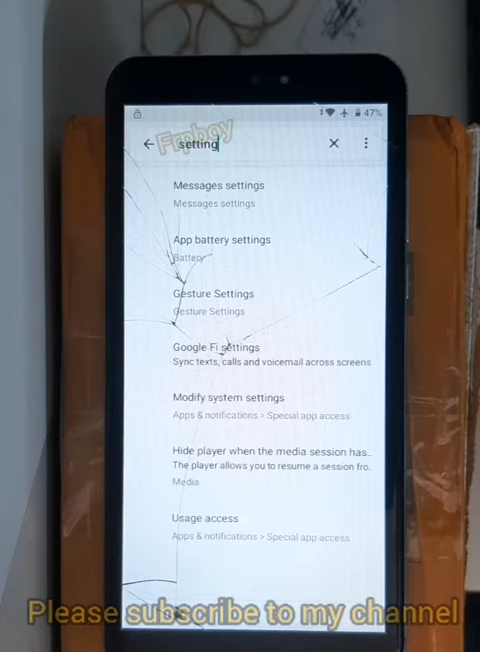 47%
Frpboy
setting
Messages settings
Messages settings
App battery settings
Battery
Gesture Settings
Gesture Settings
Google Fi settings
Sync texts, calls and voicemail across screens
Modify system settings
Apps & notifications > Special app access
Hide player when the media session has..
The player allows you to resume a session fro..
Media
Usage access
Apps & notifications > Special app access
Please subscribe to my channel